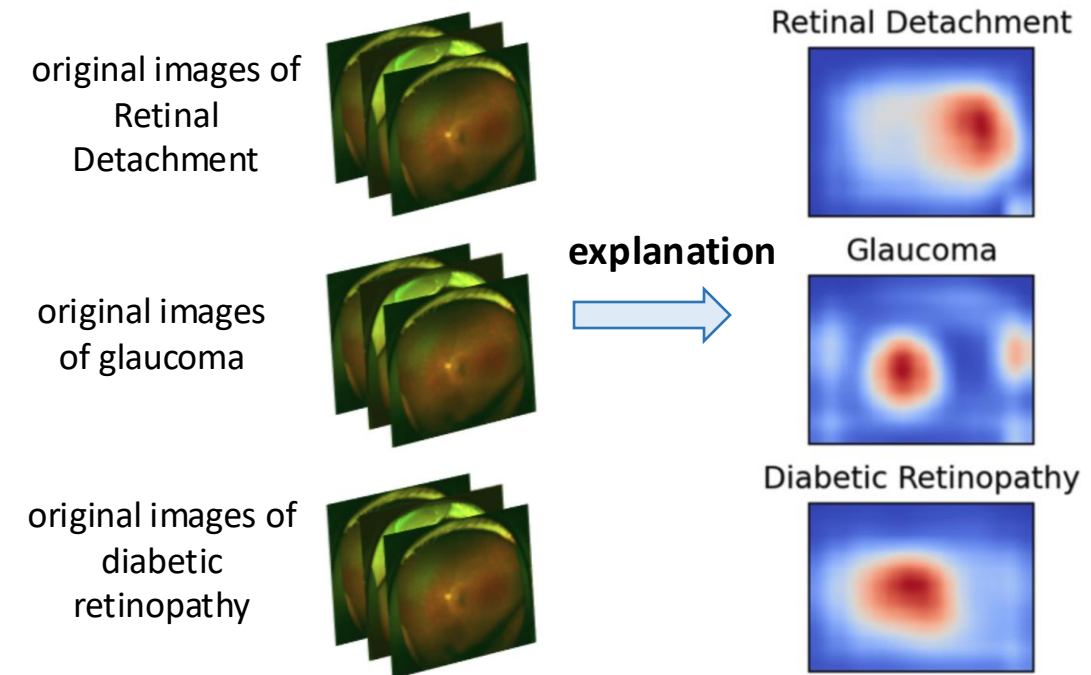 original images of
Retinal
Detachment
Retinal Detachment
explanation
original images
of glaucoma
Glaucoma
original images of
diabetic
retinopathy
Diabetic Retinopathy